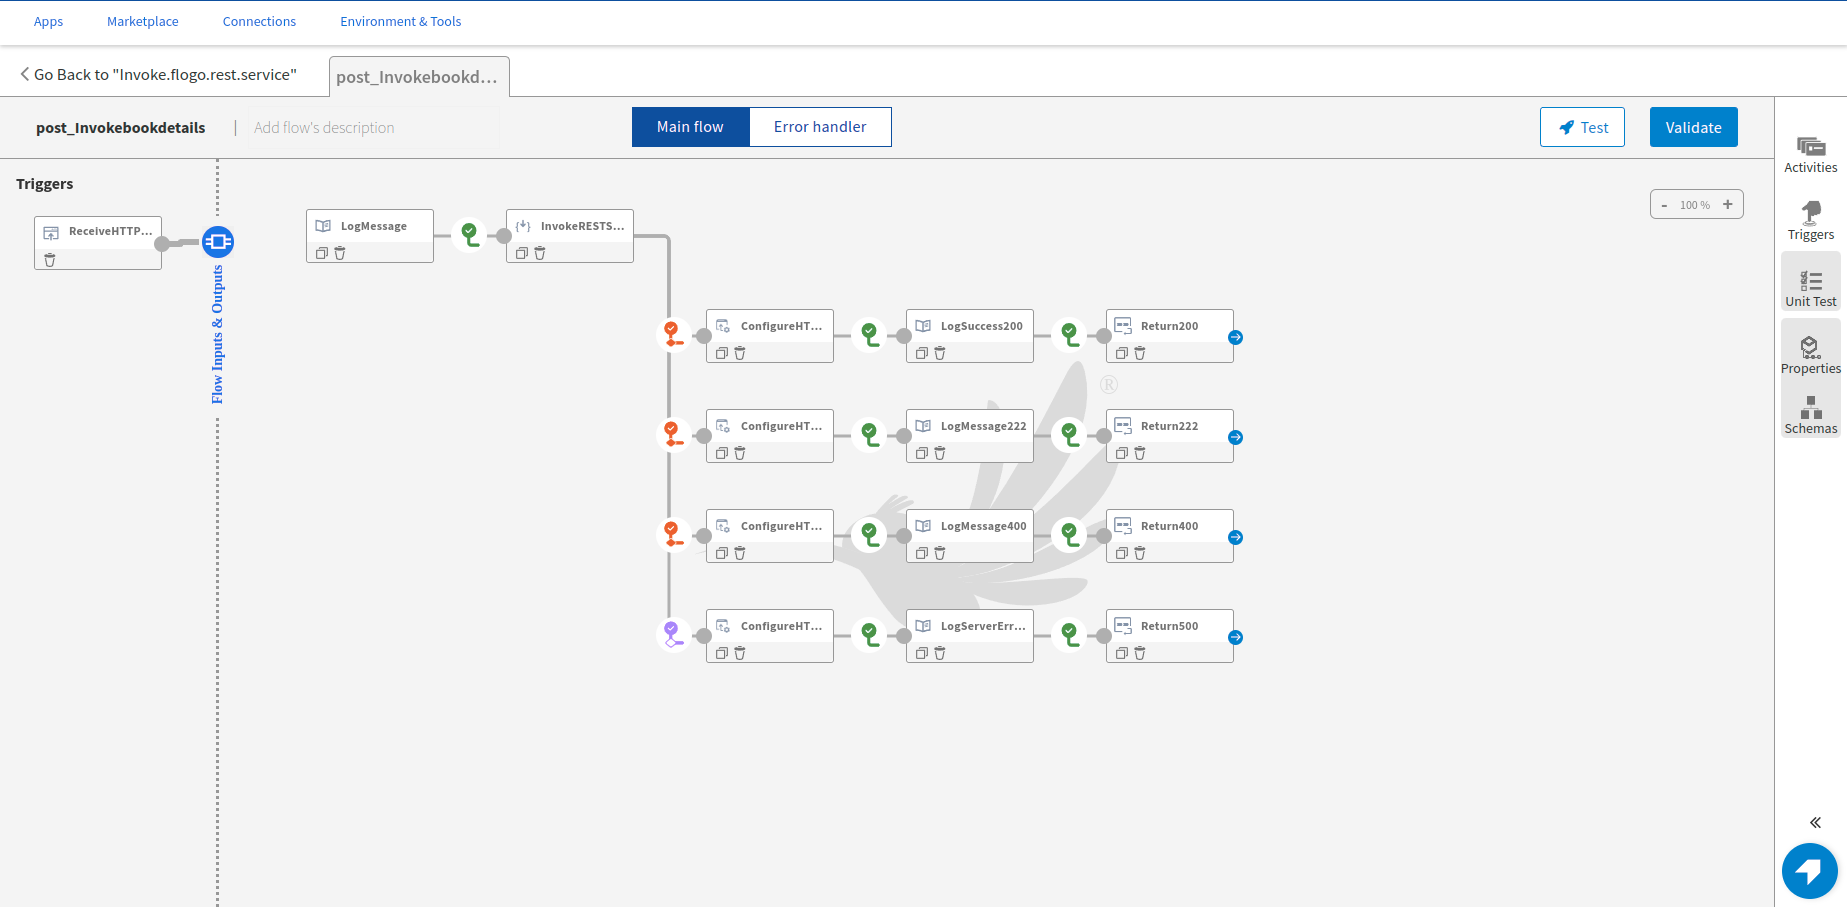 Apps Marketplace Connections Environment & Tools
Go Back to "Invoke.flogo.rest.service" post_Invokebookd...
post_Invokebookdetails | Add flow's description Main flow Error handler Test Validate
Triggers
ReceiveHTTP...
Flow Inputs & Outputs
LogMessage InvokeRESTS...
- 100 % +
ConfigureHT... LogSuccess200 Return200
®
ConfigureHT... LogMessage222 Return222
ConfigureHT... LogMessage400 Return400
ConfigureHT... LogServerErr... Return500
Activities
Triggers
Unit Test
Properties
Schemas